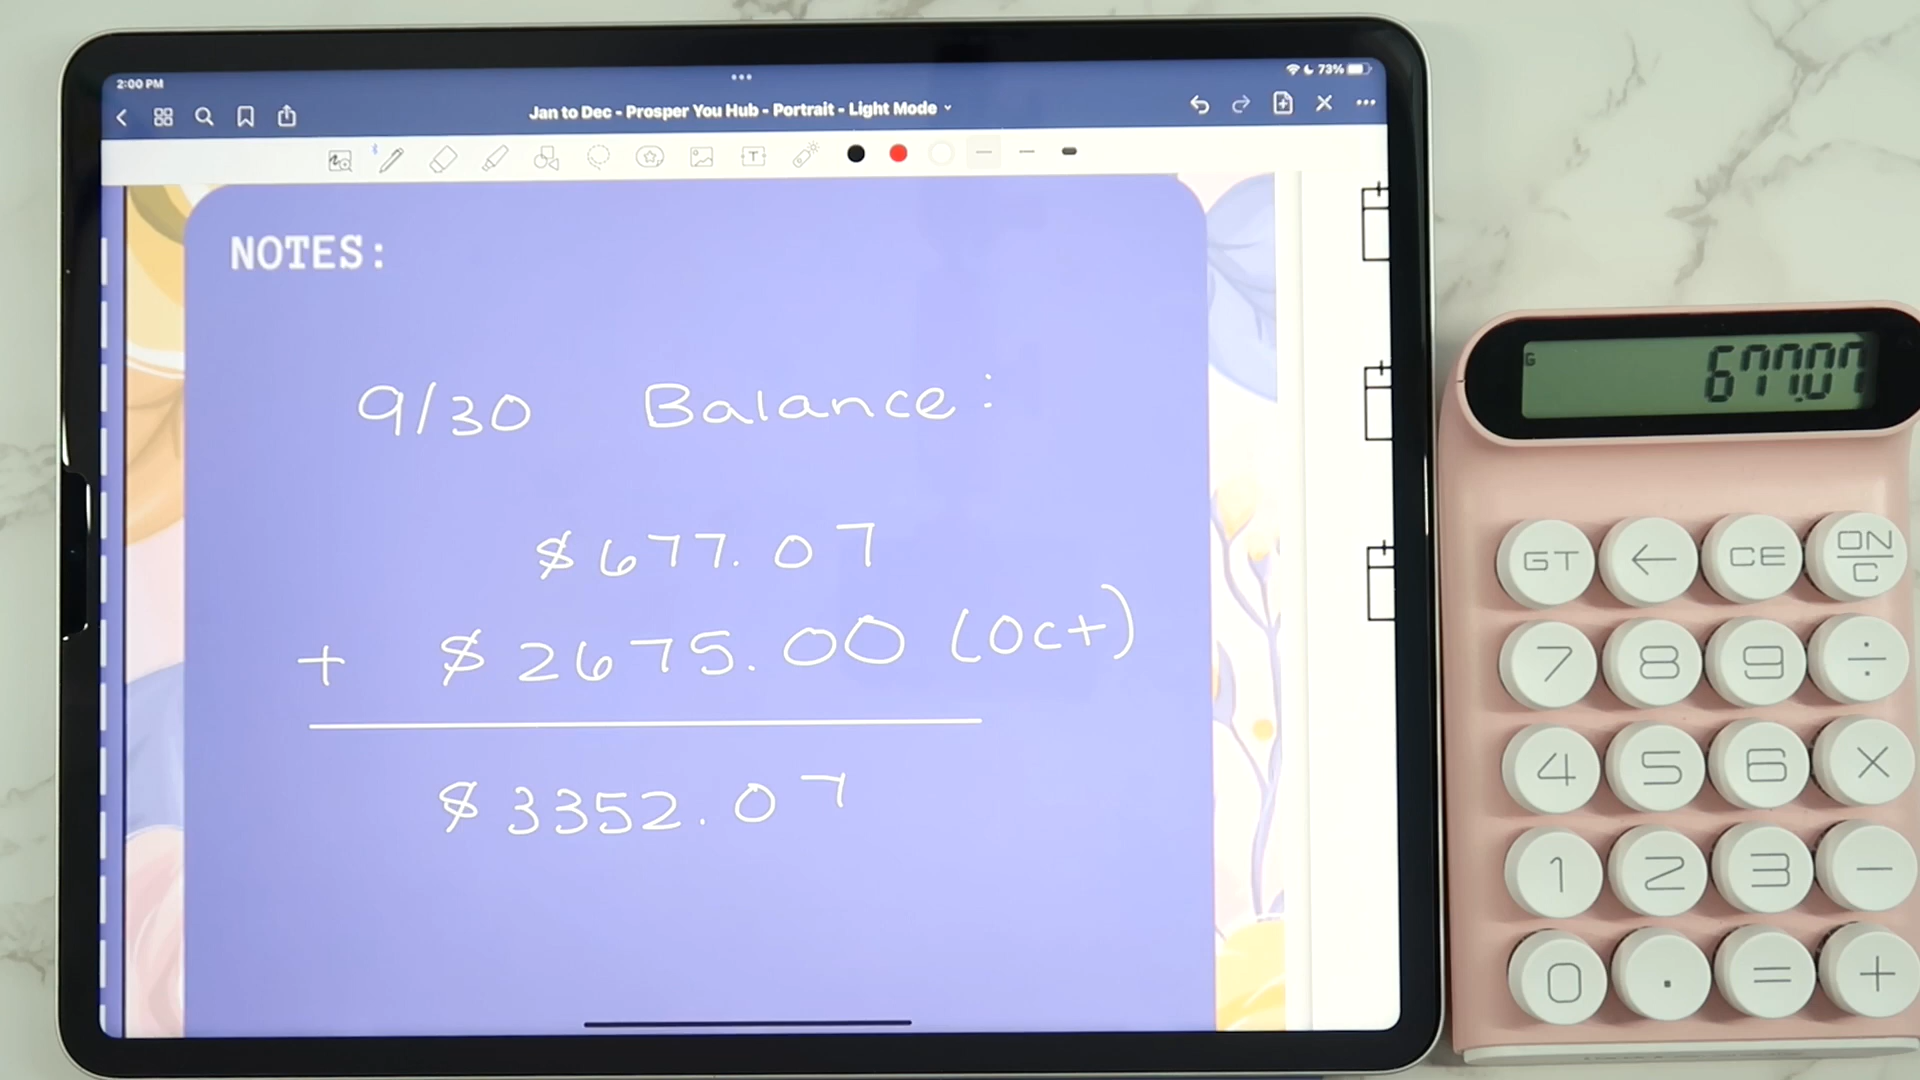 2:00 PM
73%
Jan to Dec - Prosper You Hub - Portrait - Light Mode
T
NOTES:
9/30 Balance:
$677.07
+ $2675.00 (Oct)
$3352.07
G
677.07
GT ← CE ON/C
7 8 9 ÷
4 5 6 ×
1 2 3 −
0 . = +